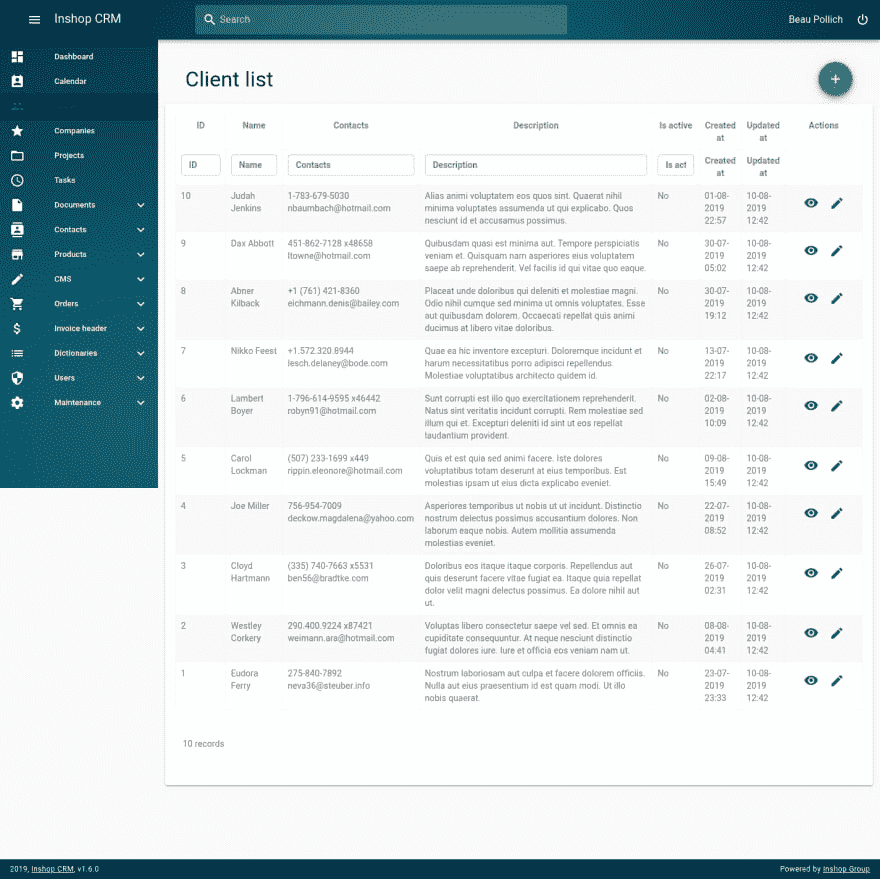 Inshop CRM
Search
Beau Pollich
Dashboard
Calendar
Companies
Projects
Tasks
Documents
Contacts
Products
CMS
Orders
Invoice header
Dictionaries
Users
Maintenance
Client list
ID Name Contacts Description Is active Created at Updated at Actions
ID Name Contacts Description Is act Created at Updated at
10 Judah Jenkins 1-783-679-5030 Alias animi voluptatem eos quos sint. Quaerat nihil No 01-08-2019 22:57 10-08-2019 12:42
nbaumbach@hotmail.com minima voluptates assumenda ut qui explicabo. Quos
nesciunt id et accusamus possimus.
9 Dax Abbott 451-862-7128 x48658 Quibusdam quasi est minima aut. Tempore perspiciatis No 30-07-2019 05:02 10-08-2019 12:42
ltowne@hotmail.com veniam et. Quisquam nam asperiores eius voluptatem
saepe ab reprehenderit. Vel facilis id qui vitae quo eaque.
8 Abner Kilback +1 (761) 421-8360 Placeat unde doloribus qui deleniti et molestiae magni. No 30-07-2019 19:12 10-08-2019 12:42
eichmann.denis@bailey.com Odio nihil cumque sed minima ut omnis voluptates. Esse
aut quibusdam dolorem. Occaecati repellat quis animi
ducimus at libero vitae doloribus.
7 Nikko Feest +1.572.320.8944 Quae ea hic inventore excepturi. Doloremque incidunt et No 13-07-2019 22:17 10-08-2019 12:42
lesch.delaney@bode.com harum necessitatibus porro adipisci repellendus.
Molestiae voluptatibus architecto quidem id.
6 Lambert Boyer 1-796-614-9595 x46442 Sunt corrupti est illo quo exercitationem reprehenderit. No 02-08-2019 10:09 10-08-2019 12:42
robyn91@hotmail.com Natus sint veritatis incidunt corrupti. Rem molestiae sed
illum qui et. Excepturi deleniti id sint ut eos repellat
laudantium provident.
5 Carol Lockman (507) 233-1699 x449 Quis et est quia sed animi facere. Iste dolores No 09-08-2019 15:49 10-08-2019 12:42
rippin.eleonore@hotmail.com voluptatibus totam deserunt at eius temporibus. Est
molestias ipsam ut eius dicta explicabo eveniet.
4 Joe Miller 756-954-7009 Asperiores temporibus ut nobis ut ut incidunt. Distinctio No 22-07-2019 08:52 10-08-2019 12:42
deckow.magdalena@yahoo.com nostrum delectus possimus accusantium dolores. Non
laborum eaque nobis. Autem mollitia assumenda
molestias eveniet.
3 Cloyd Hartmann (335) 740-7663 x5531 Doloribus eos itaque itaque corporis. Repellendus aut No 26-07-2019 02:31 10-08-2019 12:42
ben56@bradtke.com quis deserunt facere vitae fugiat ea. Itaque quia repellat
dolor velit magni delectus possimus. Ea dolore nihil aut
ut.
2 Westley Corkery 290.400.9224 x87421 Voluptas libero consectetur saepe vel sed. Et omnis ea No 08-08-2019 04:41 10-08-2019 12:42
weimann.ara@hotmail.com cupiditate consequuntur. At neque nesciunt distinctio
fugiat dolores iure. Iure et officia eos veniam nam ut.
1 Eudora Ferry 275-840-7892 Nostrum laboriosam aut culpa et facere dolorem officiis. No 23-07-2019 23:33 10-08-2019 12:42
neva36@steuber.info Nulla aut eius praesentium id est quam modi. Ut illo
nobis quaerat.
10 records
2019, Inshop CRM, v1.6.0
Powered by Inshop Group